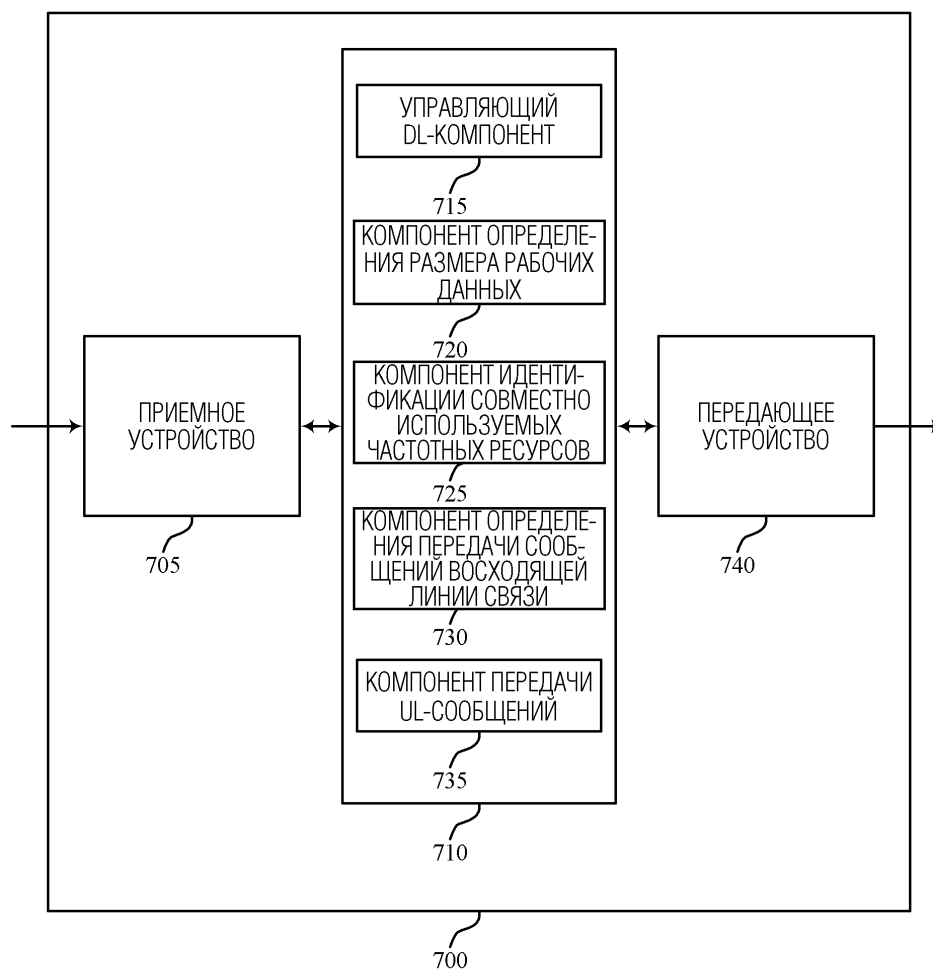 УПРАВЛЯЮЩИЙ
DL-КОМПОНЕНТ
715
КОМПОНЕНТ ОПРЕДЕЛЕ-
НИЯ РАЗМЕРА РАБОЧИХ
ДАННЫХ
720
КОМПОНЕНТ ИДЕНТИ-
ФИКАЦИИ СОВМЕСТНО
ИСПОЛЬЗУЕМЫХ
ЧАСТОТНЫХ РЕСУРСОВ
725
ПРИЕМНОЕ
УСТРОЙСТВО
705
ПЕРЕДАЮЩЕЕ
УСТРОЙСТВО
740
КОМПОНЕНТ ОПРЕДЕЛЕ-
НИЯ ПЕРЕДАЧИ СООБ-
ЩЕНИЙ ВОСХОДЯЩЕЙ
ЛИНИИ СВЯЗИ
730
КОМПОНЕНТ ПЕРЕДАЧИ
UL-СООБЩЕНИЙ
735
710
700